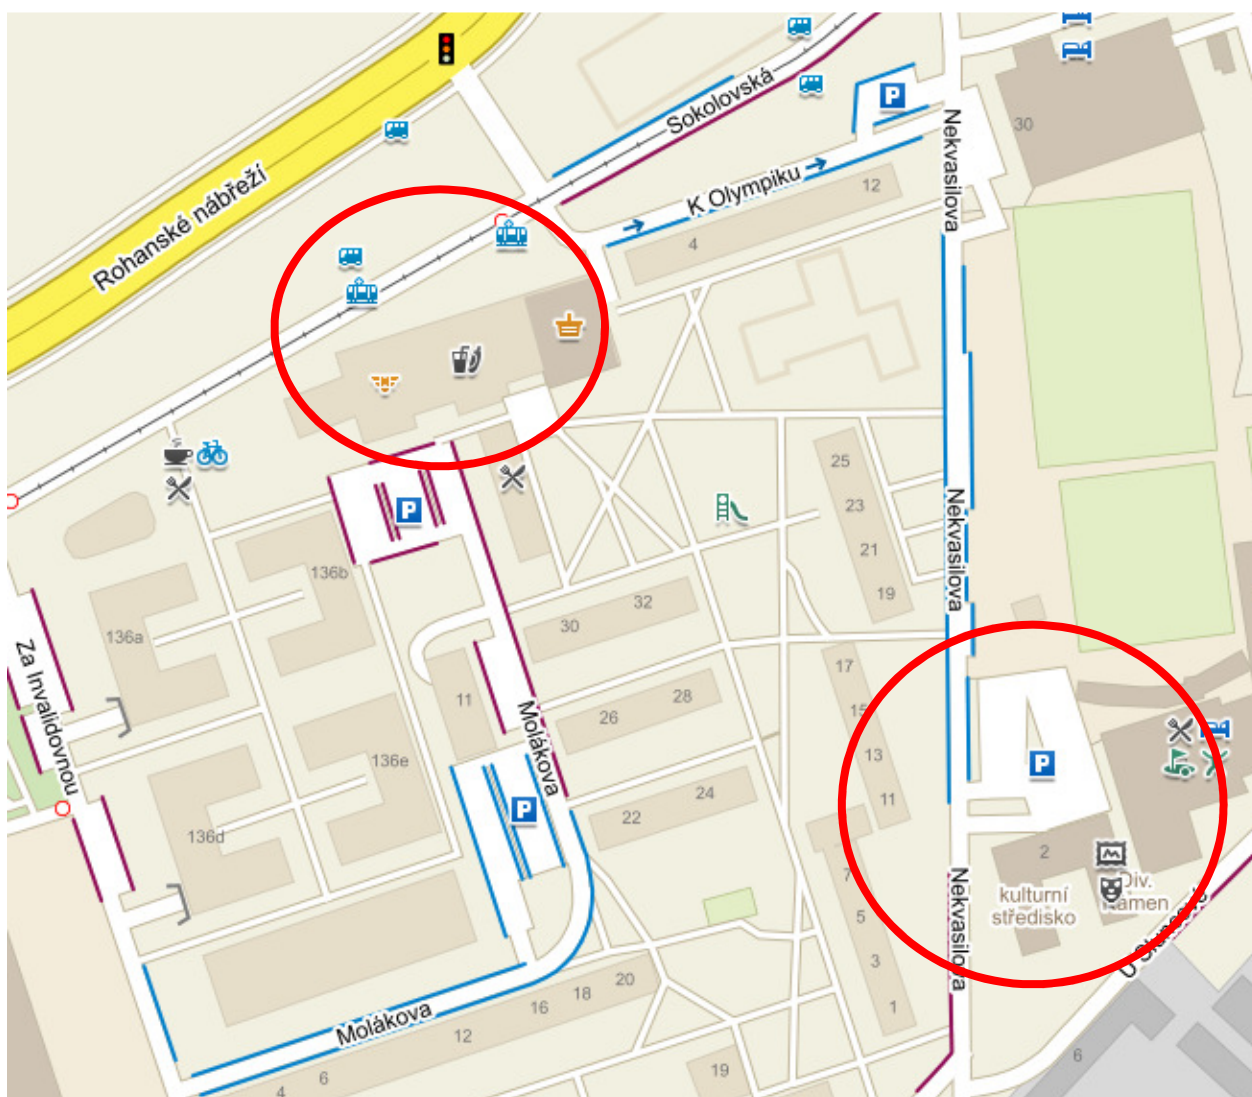 Rohanské nábřeží
Sokolovská
P
K Olympiku
12
4
30
Nekvasilova
25
23
21
19
Nekvasilova
P
136b
136a
32
30
Za Invalidovnou
11
28
26
Molákova
136e
24
22
P
136d
17
15
13
11
7
5
3
1
P
2
kulturní
středisko
Div.
Kámen
Nekvasilova
20
18
16
12
Molákova
6
4
19
6